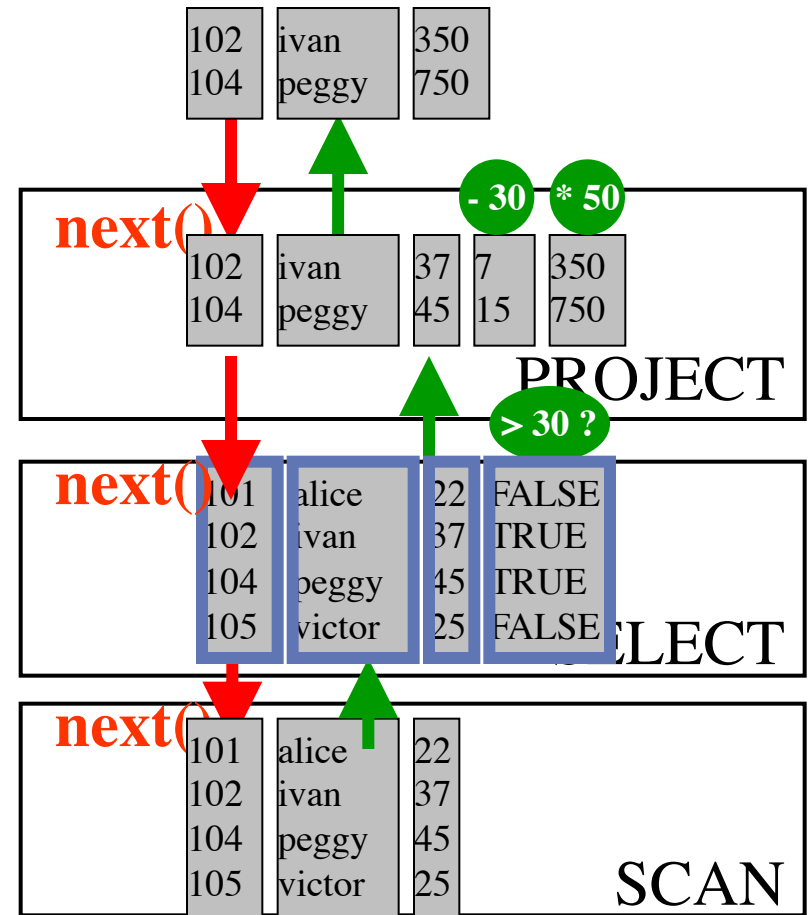 102 ivan 350
104 peggy 750
- 30 * 50
next()
102 ivan 37 7 350
104 peggy 45 15 750
PROJECT
> 30 ?
next()
101 alice 22 FALSE
102 ivan 37 TRUE
104 peggy 45 TRUE
105 victor 25 FALSE
SELECT
next()
101 alice 22
102 ivan 37
104 peggy 45
105 victor 25
SCAN